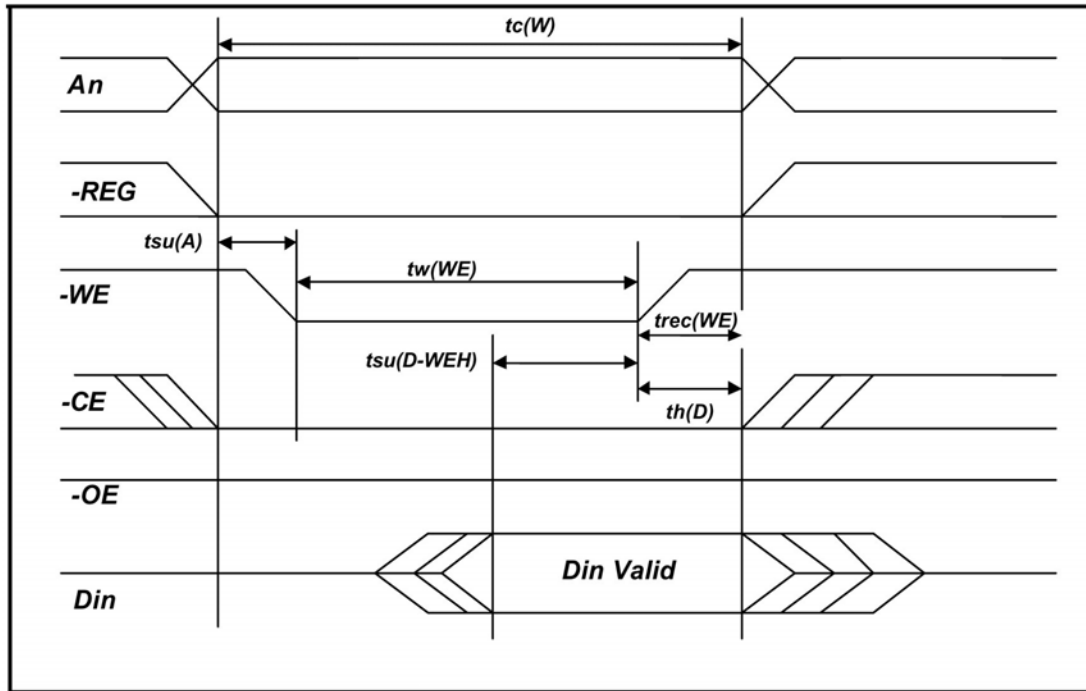 tc(W)
An
-REG
tsu(A)
tw(WE)
-WE
trec(WE)
tsu(D-WEH)
-CE
th(D)
-OE
Din Valid
Din